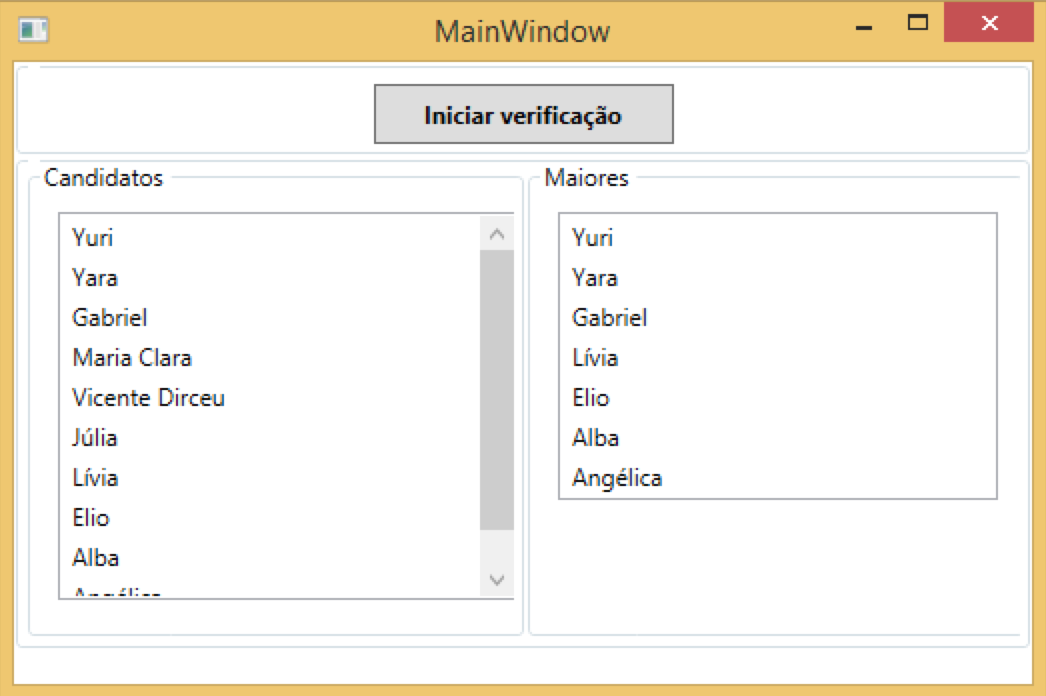 MainWindow
Iniciar verificação
Candidatos
Yuri
Yara
Gabriel
Maria Clara
Vicente Dirceu
Júlia
Lívia
Elio
Alba
Angélica
Maiores
Yuri
Yara
Gabriel
Lívia
Elio
Alba
Angélica